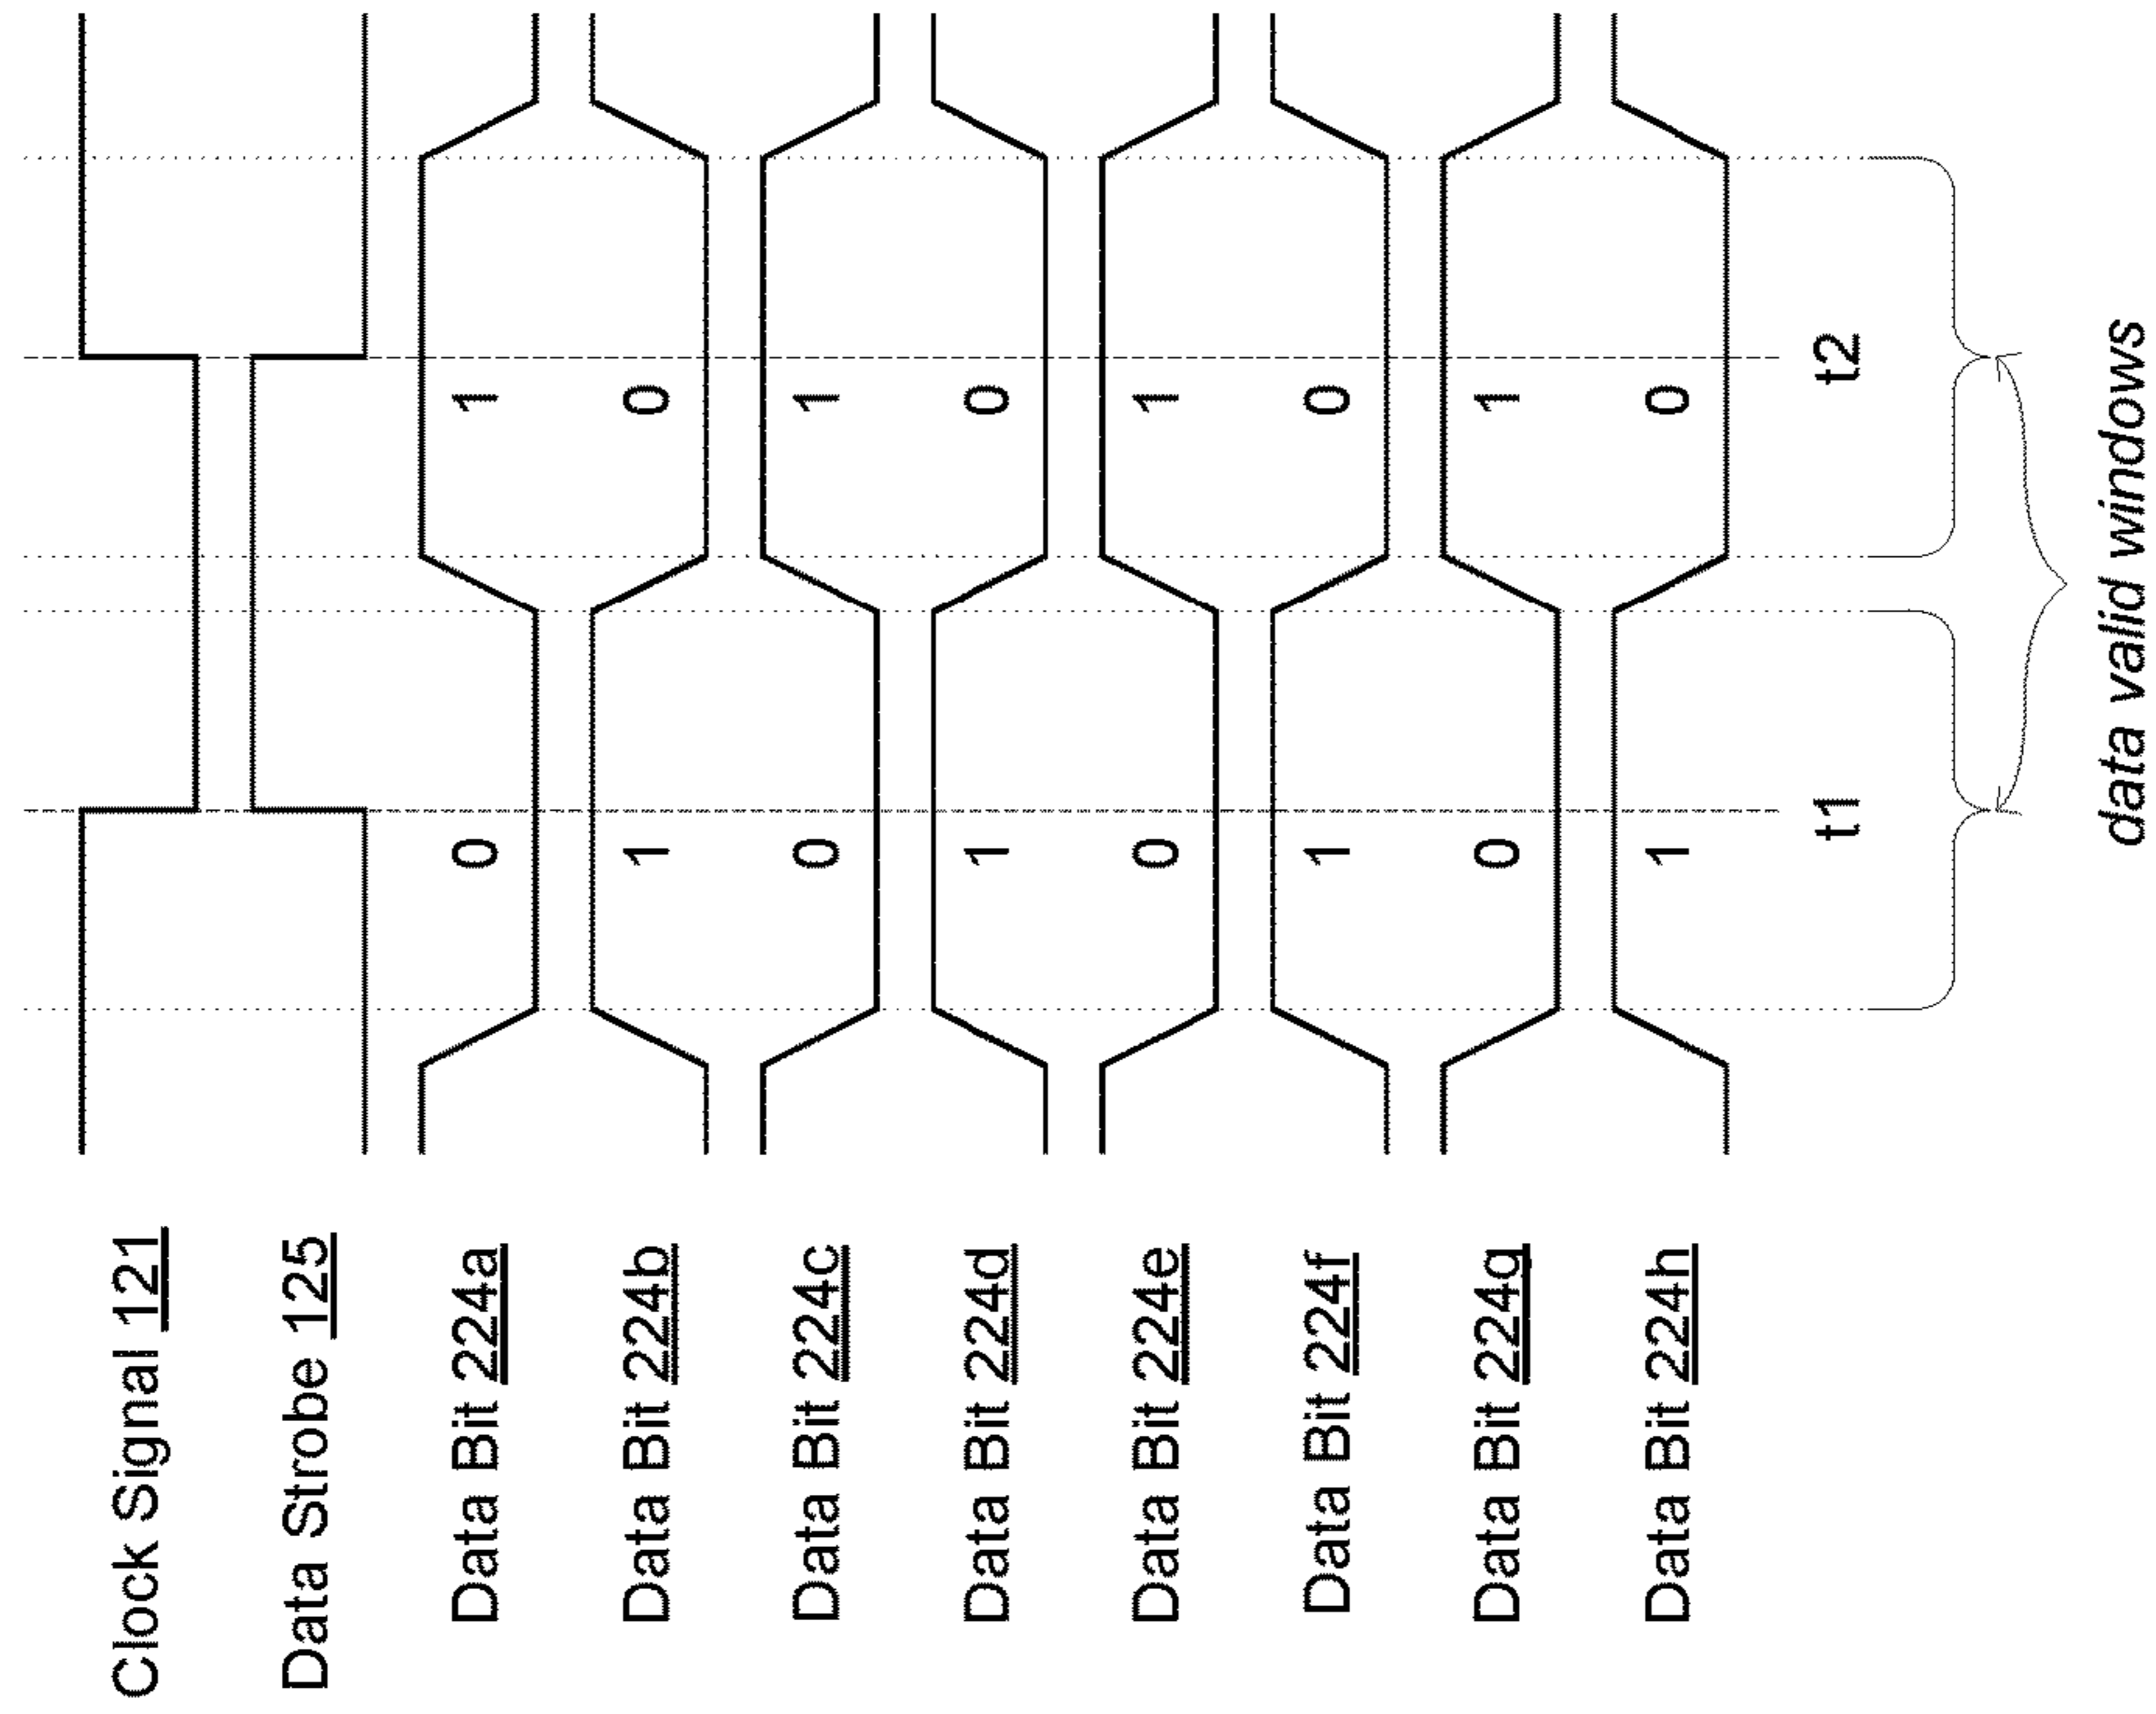 Clock Signal 121
Data Strobe 125
Data Bit 224a 0 1
Data Bit 224b 1 0
Data Bit 224c 0 1
Data Bit 224d 1 0
Data Bit 224e 0 1
Data Bit 224f 1 0
Data Bit 224g 0 1
Data Bit 224h 1 0
t1 t2
data valid windows